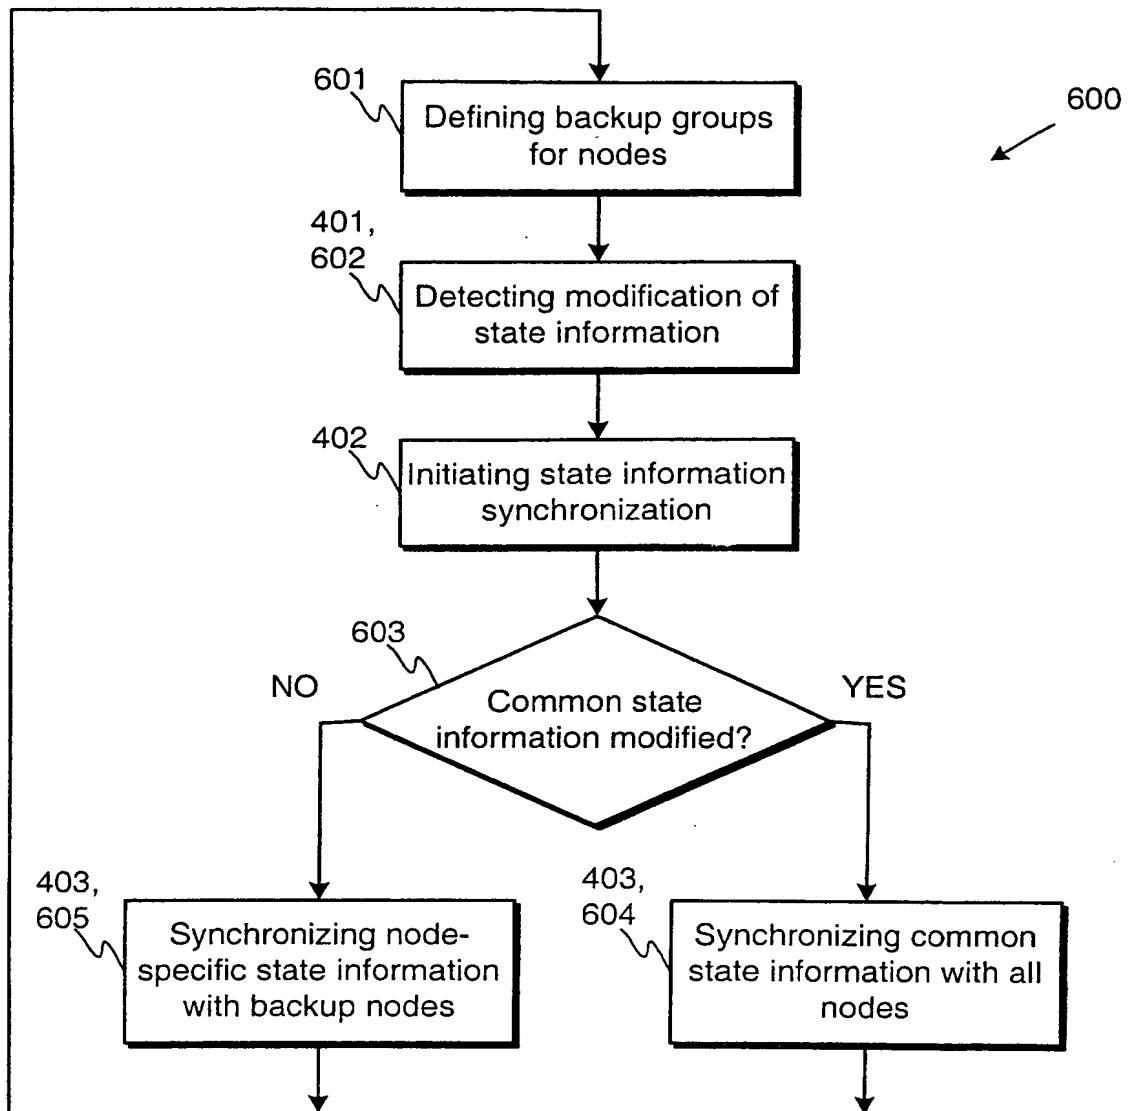 601
600
Defining backup groups
for nodes
401,
602
Detecting modification of
state information
402
Initiating state information
synchronization
603
NO
YES
Common state
information modified?
403,
605
Synchronizing node-
specific state information
with backup nodes
403,
604
Synchronizing common
state information with all
nodes